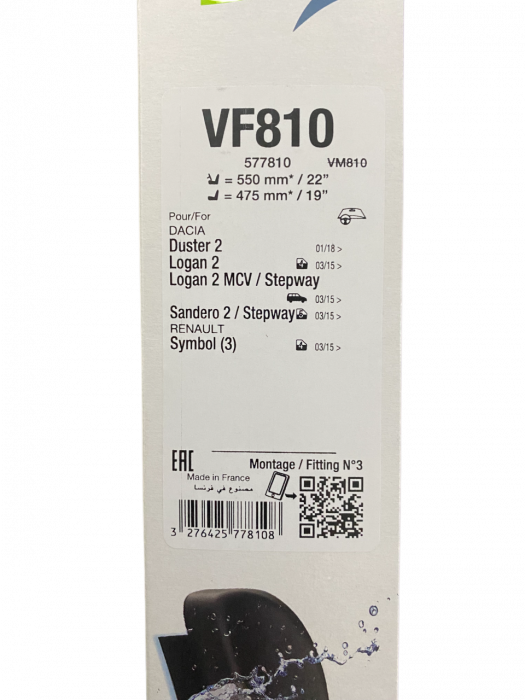 VF810
577810 VM810
= 550 mm* / 22"
= 475 mm* / 19"
Pour/For
DACIA
Duster 2 01/18 >
Logan 2 03/15 >
Logan 2 MCV / Stepway
03/15 >
Sandero 2 / Stepway 03/15 >
RENAULT
Symbol (3) 03/15 >
EAC Montage / Fitting N°3
Made in France
مصنوع في فرنسا
3 276425 778108